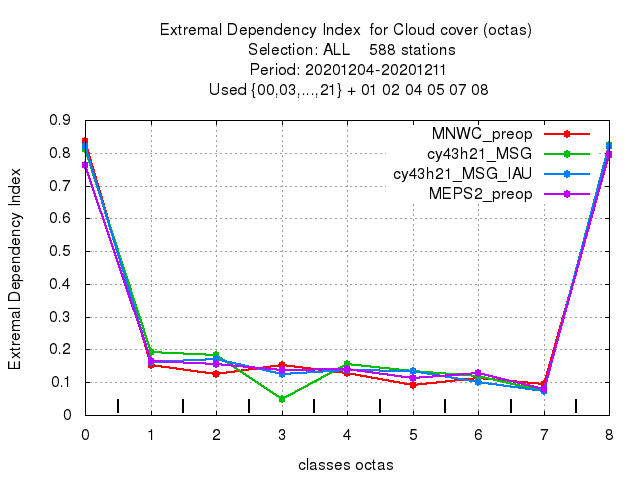 Extremal Dependency Index for Cloud cover (octas)
Selection: ALL 588 stations
Period: 20201204-20201211
Used {00,03,...,21} + 01 02 04 05 07 08
Extremal Dependency Index
0.9
0.8
0.7
0.6
0.5
0.4
0.3
0.2
0.1
0
MNWC_preop
cy43h21_MSG
cy43h21_MSG_IAU
MEPS2_preop
0 1 2 3 4 5 6 7 8
classes octas